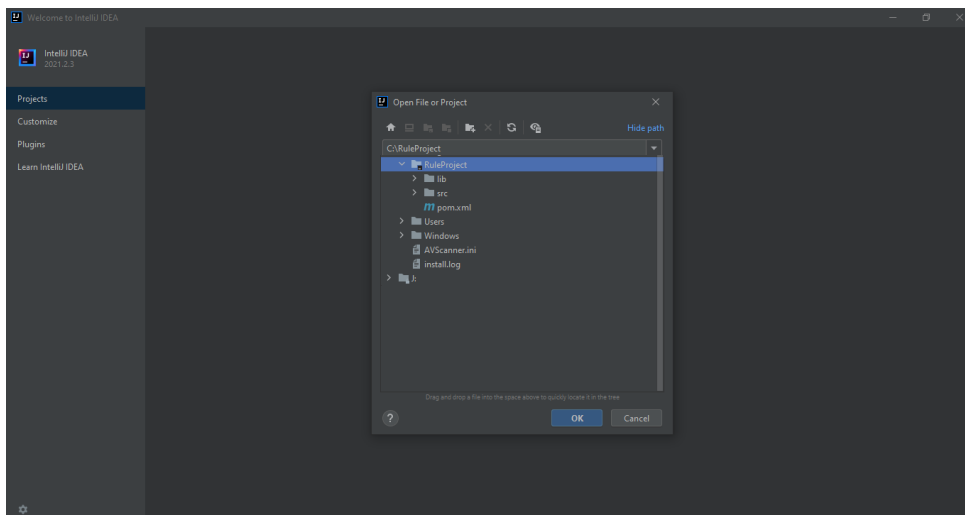 Welcome to IntelliJ IDEA
IntelliJ IDEA
2021.2.3
Projects
Customize
Plugins
Learn IntelliJ IDEA
Open File or Project
Hide path
C:\RuleProject
RuleProject
lib
src
pom.xml
Users
Windows
AVScanner.ini
install.log
J:
Drag and drop a file into the space above to quickly locate it in the tree
?
OK
Cancel